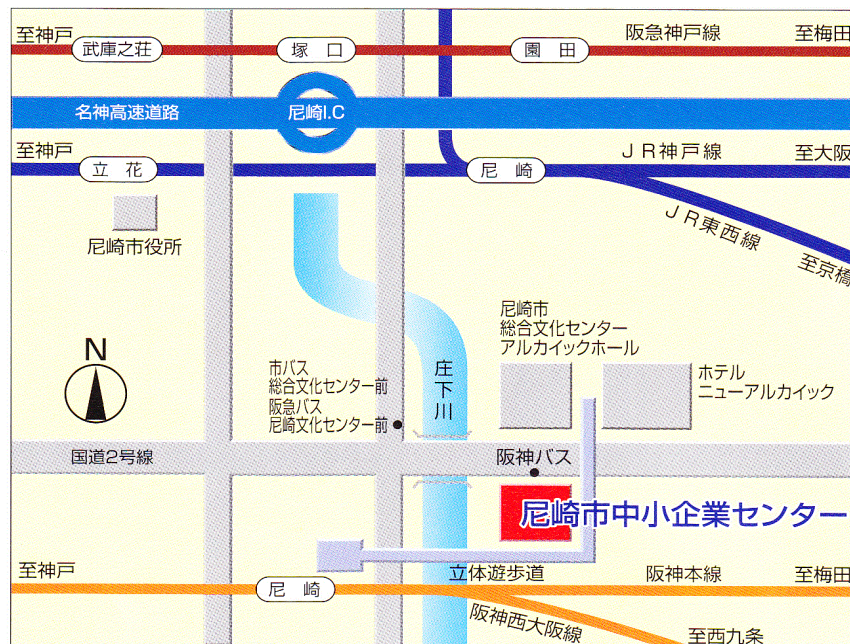 至神戸
武庫之荘
塚口
園田
阪急神戸線
至梅田
名神高速道路
尼崎I.C
至神戸
立花
尼崎
JR神戸線
至大阪
JR東西線
至京橋
尼崎市役所
N
尼崎市
総合文化センター
アルカイックホール
ホテル
ニューアルカイック
市バス
総合文化センター前
阪急バス
尼崎文化センター前
庄下川
国道2号線
阪神バス
尼崎市中小企業センター
至神戸
尼崎
立体遊歩道
阪神本線
至梅田
阪神西大阪線
至西九条